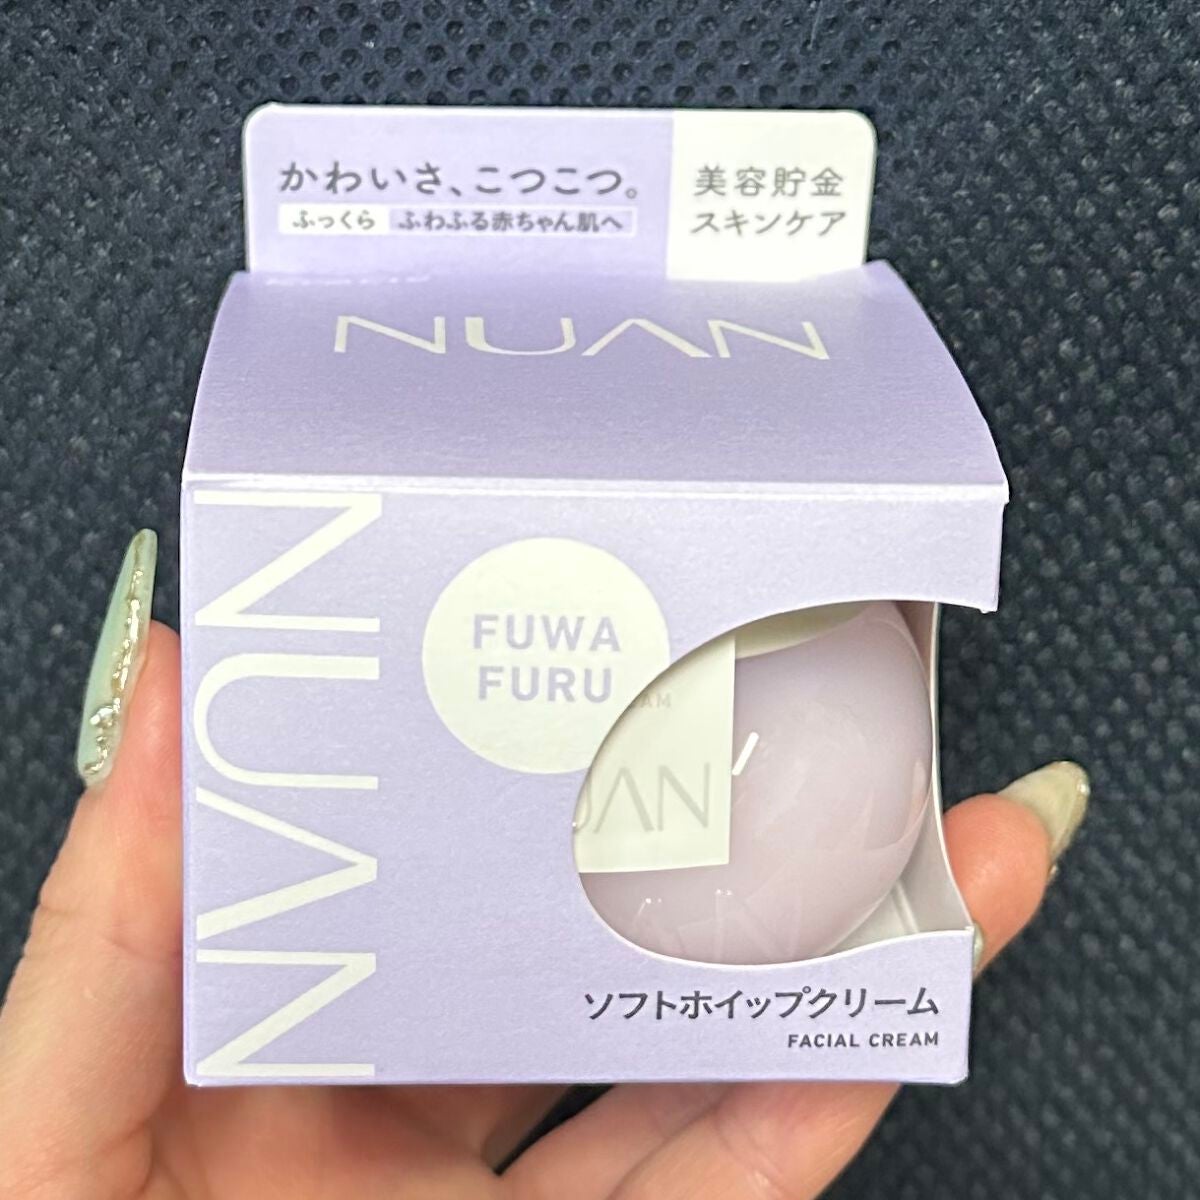 かわいさ、こつこつ。
ふっくら ふわふる赤ちゃん肌へ
美容貯金
スキンケア
NUAN
NUAN
FUWA
FURU
NUAN
ソフトホイップクリーム
FACIAL CREAM